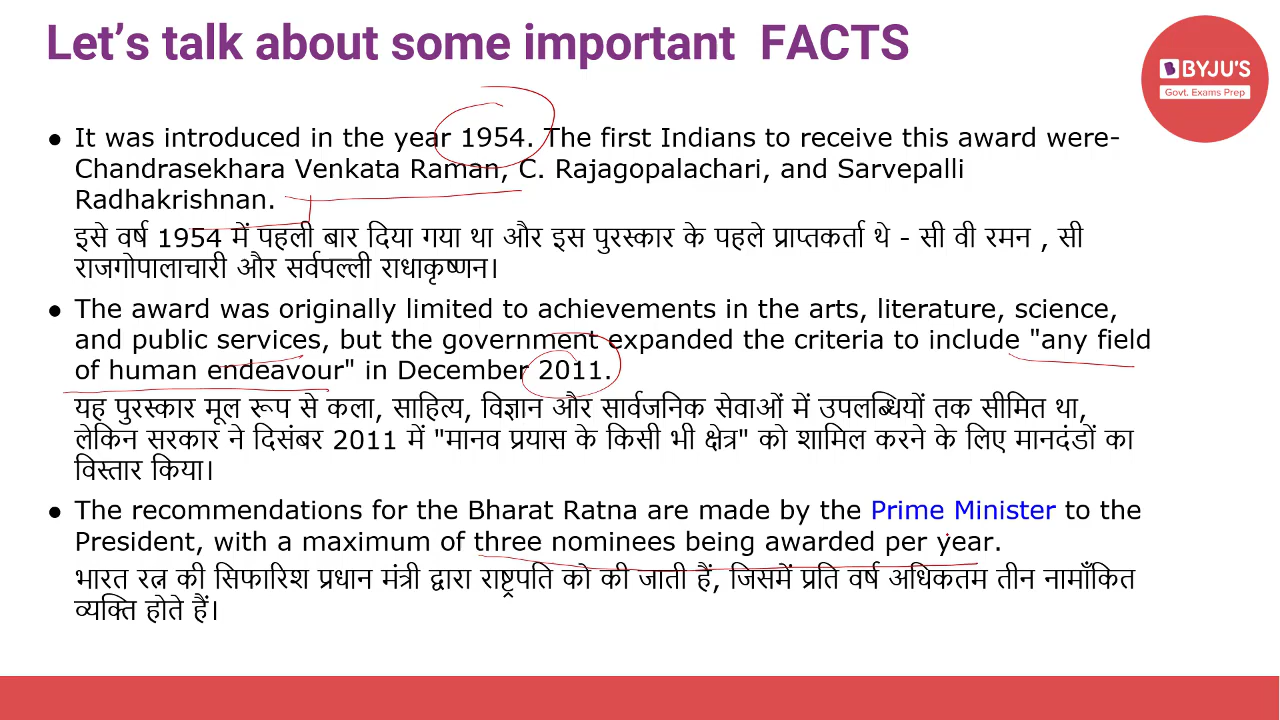 Let’s talk about some important FACTS
BYJU'S
Govt. Exams Prep
● It was introduced in the year 1954. The first Indians to receive this award were-
Chandrasekhara Venkata Raman, C. Rajagopalachari, and Sarvepalli
Radhakrishnan.
इसे वर्ष 1954 में पहली बार दिया गया था और इस पुरस्कार के पहले प्राप्तकर्ता थे - सी वी रमन , सी
राजगोपालाचारी और सर्वपल्ली राधाकृष्णन।
● The award was originally limited to achievements in the arts, literature, science,
and public services, but the government expanded the criteria to include "any field
of human endeavour" in December 2011.
यह पुरस्कार मूल रूप से कला, साहित्य, विज्ञान और सार्वजनिक सेवाओं में उपलब्धियों तक सीमित था,
लेकिन सरकार ने दिसंबर 2011 में "मानव प्रयास के किसी भी क्षेत्र" को शामिल करने के लिए मानदंडों का
विस्तार किया।
● The recommendations for the Bharat Ratna are made by the Prime Minister to the
President, with a maximum of three nominees being awarded per year.
भारत रत्न की सिफारिश प्रधान मंत्री द्वारा राष्ट्रपति को की जाती हैं, जिसमें प्रति वर्ष अधिकतम तीन नामाँकित
व्यक्ति होते हैं।